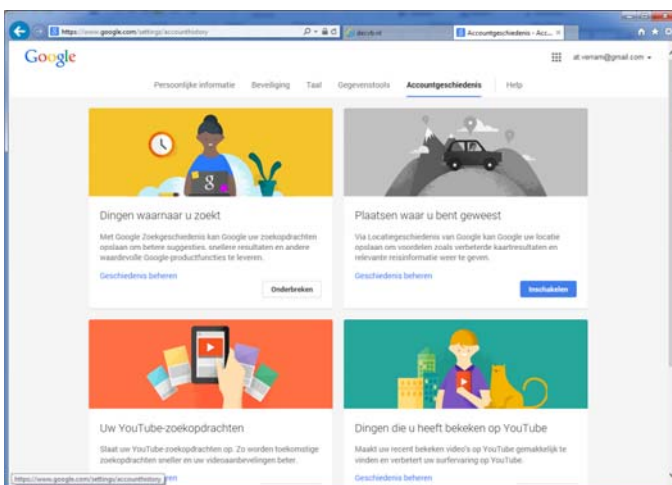 https://www.google.com/settings/accounthistory
Accountgeschiedenis - Acc...
Google
at.verram@gmail.com
Persoonlijke informatie Beveiliging Taal Gegevenstools Accountgeschiedenis Help
g
Dingen waarnaar u zoekt
Met Google Zoekgeschiedenis kan Google uw zoekopdrachten
opslaan om betere suggesties, snellere resultaten en andere
waardevolle Google-productfuncties te leveren.
Geschiedenis beheren
Onderbreken
Plaatsen waar u bent geweest
Via Locatiegeschiedenis van Google kan Google uw locatie
opslaan om voordelen zoals verbeterde kaartresultaten en
relevante reisinformatie weer te geven.
Geschiedenis beheren
Inschakelen
Uw YouTube-zoekopdrachten
Slaat uw YouTube-zoekopdrachten op. Zo worden toekomstige
zoekopdrachten sneller en uw videoaanbevelingen beter.
Dingen die u heeft bekeken op YouTube
Maakt uw recent bekeken video's op YouTube gemakkelijk te
vinden en verbetert uw surfervaring op YouTube.
Geschiedenis beheren
https://www.google.com/settings/accounthistory